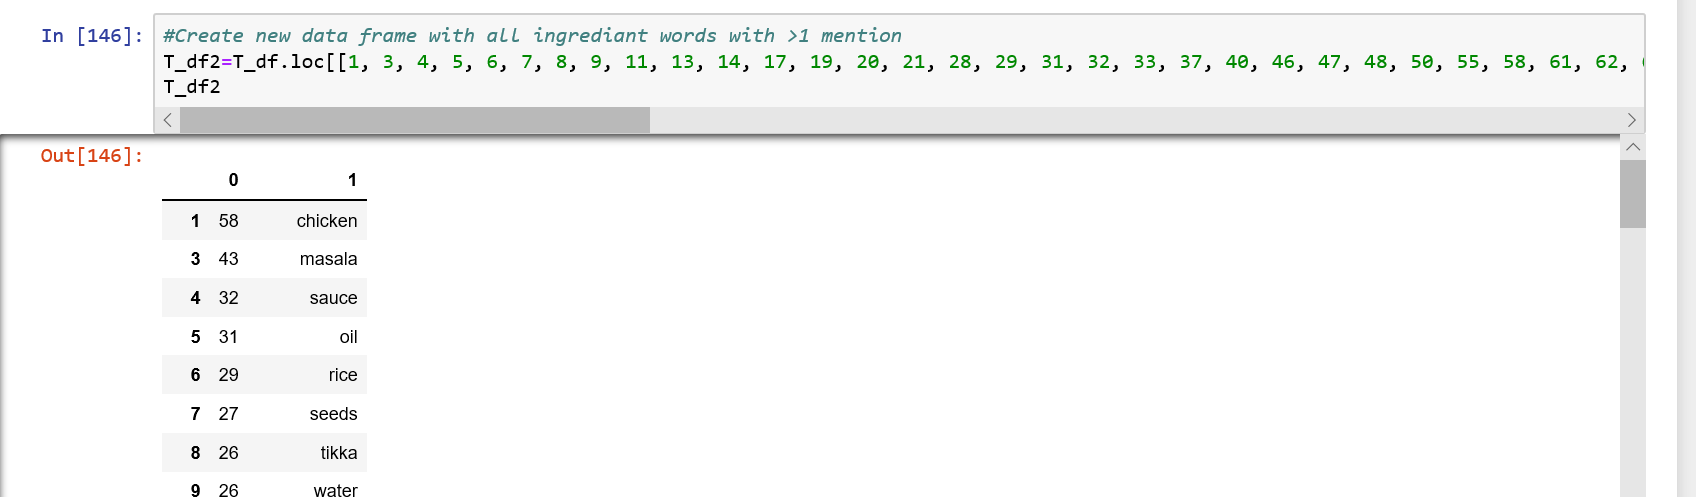 In [146]:
#Create new data frame with all ingrediant words with >1 mention
T_df2=T_df.loc[[1, 3, 4, 5, 6, 7, 8, 9, 11, 13, 14, 17, 19, 20, 21, 28, 29, 31, 32, 33, 37, 40, 46, 47, 48, 50, 55, 58, 61, 62,
T_df2
Out[146]:
0 1
1 58 chicken
3 43 masala
4 32 sauce
5 31 oil
6 29 rice
7 27 seeds
8 26 tikka
9 26 water